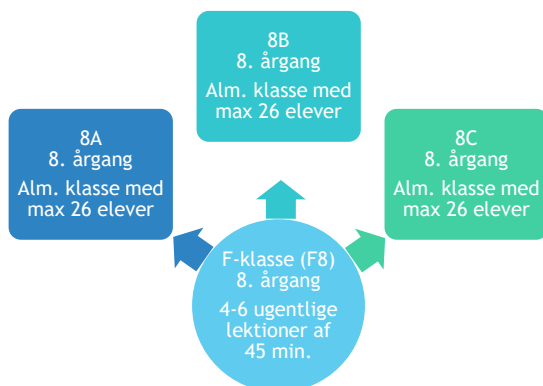 8B
8. årgang
Alm. klasse med
max 26 elever
8A
8. årgang
Alm. klasse med
max 26 elever
8C
8. årgang
Alm. klasse med
max 26 elever
F-klasse (F8)
8. årgang
4-6 ugentlige
lektioner af
45 min.